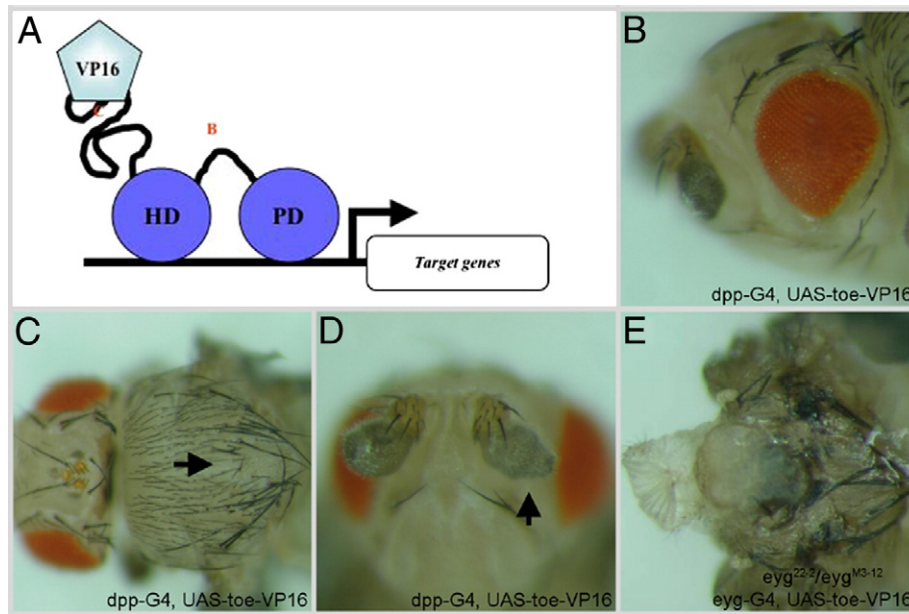 A
VP16
C
B
HD
PD
Target genes
B
dpp-G4, UAS-toe-VP16
C
dpp-G4, UAS-toe-VP16
D
dpp-G4, UAS-toe-VP16
E
eyg22-2/eygM3-12
eyg-G4, UAS-toe-VP16